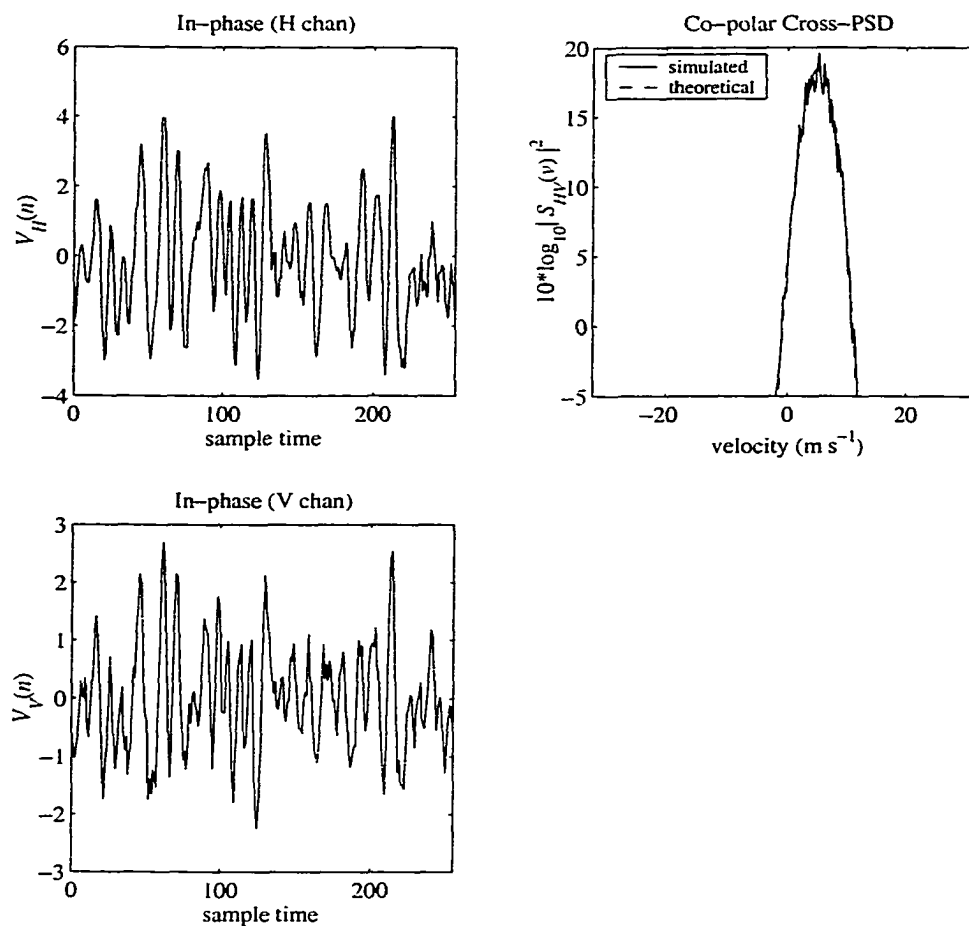 In-phase (H chan)
6
4
2
0
−2
−4
V_H(n)
0
100
200
sample time
Co-polar Cross-PSD
simulated
theoretical
20
15
10
5
0
−5
10*log10|S_HV(v)|^2
−20
0
20
velocity (m s^−1)
In-phase (V chan)
3
2
1
0
−1
−2
−3
V_V(n)
0
100
200
sample time